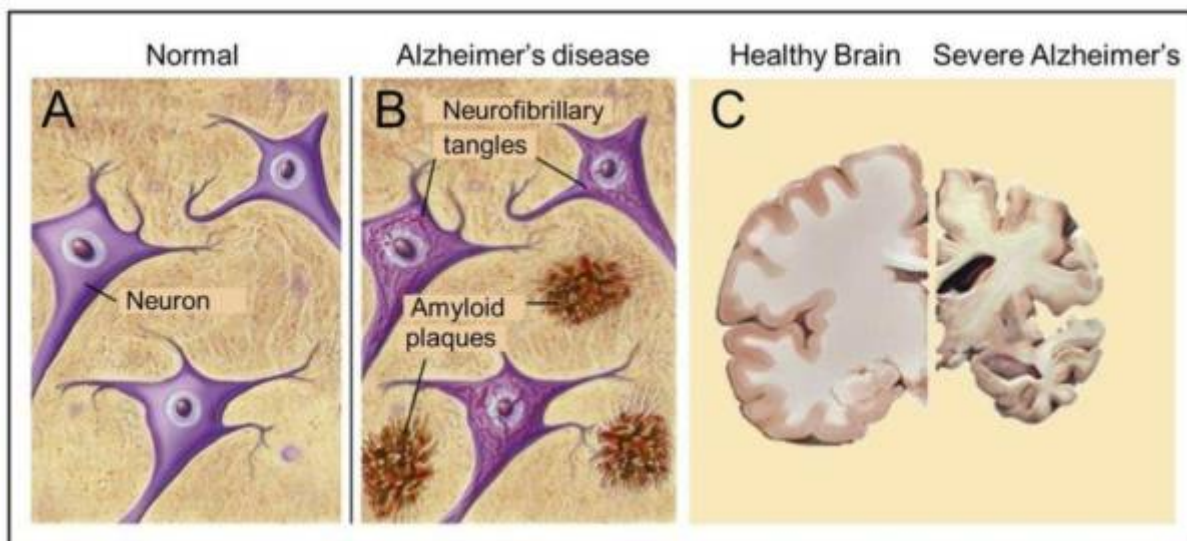 Normal
Alzheimer's disease
Healthy Brain
Severe Alzheimer's
A
Neuron
B
Neurofibrillary
tangles
Amyloid
plaques
C